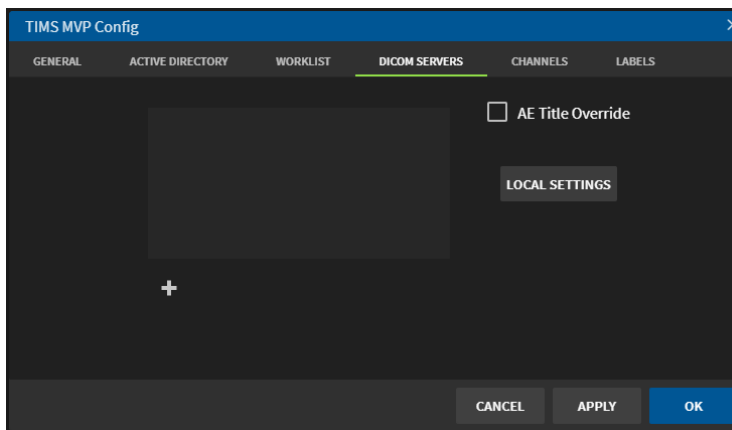 TIMS MVP Config
GENERAL ACTIVE DIRECTORY WORKLIST DICOM SERVERS CHANNELS LABELS
AE Title Override
LOCAL SETTINGS
CANCEL APPLY OK